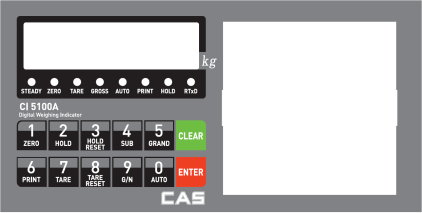 kg
STEADY ZERO TARE GROSS AUTO PRINT HOLD RTxD
CI 5100A
Digital Weighing Indicator
1 2 3 4 5 CLEAR
ZERO HOLD HOLD RESET SUB GRAND
6 7 8 9 0 ENTER
PRINT TARE TARE RESET G/N AUTO
CAS